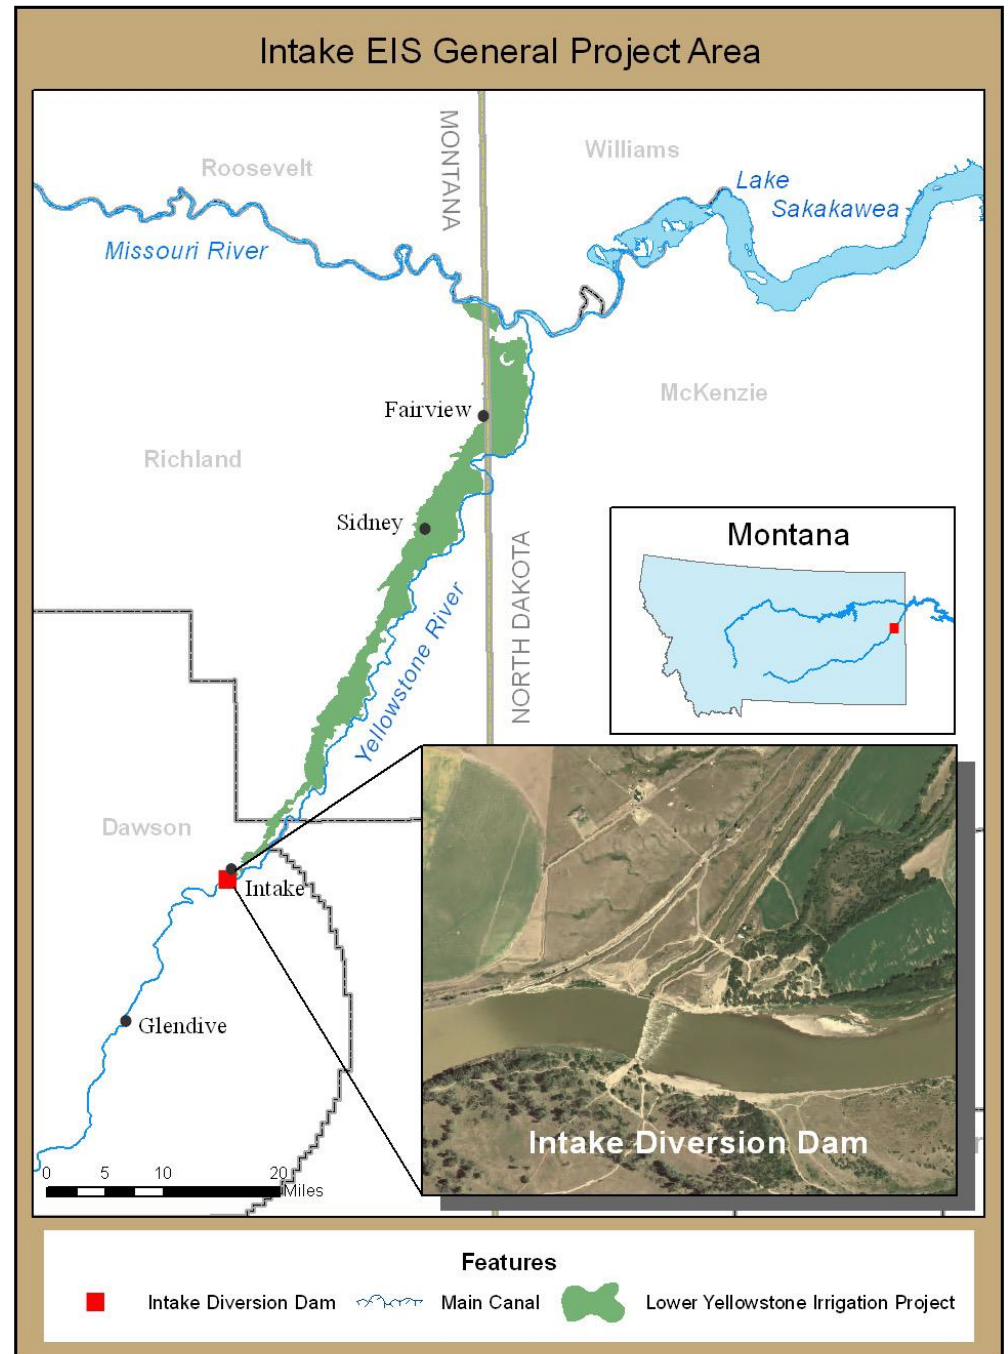 Intake EIS General Project Area
MONTANA
Roosevelt
Williams
Lake
Sakakawea
Missouri River
McKenzie
Fairview
Richland
Sidney
NORTH DAKOTA
Montana
Yellowstone River
Dawson
Intake
Glendive
Intake Diversion Dam
0 5 10 20
Miles
Features
Intake Diversion Dam Main Canal Lower Yellowstone Irrigation Project